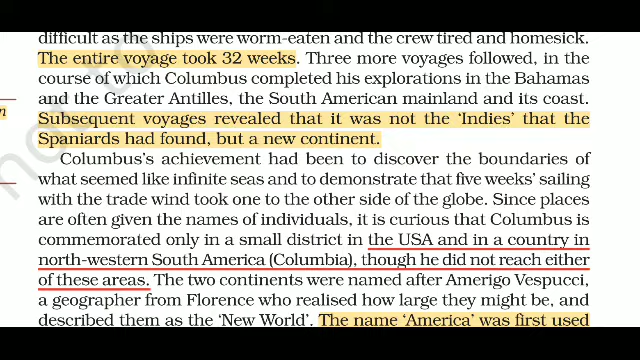 difficult as the ships were worm-eaten and the crew tired and homesick.
The entire voyage took 32 weeks. Three more voyages followed, in the
course of which Columbus completed his explorations in the Bahamas
and the Greater Antilles, the South American mainland and its coast.
Subsequent voyages revealed that it was not the ‘Indies’ that the
Spaniards had found, but a new continent.
Columbus’s achievement had been to discover the boundaries of
what seemed like infinite seas and to demonstrate that five weeks’ sailing
with the trade wind took one to the other side of the globe. Since places
are often given the names of individuals, it is curious that Columbus is
commemorated only in a small district in the USA and in a country in
north-western South America (Columbia), though he did not reach either
of these areas. The two continents were named after Amerigo Vespucci,
a geographer from Florence who realised how large they might be, and
described them as the ‘New World’. The name ‘America’ was first used